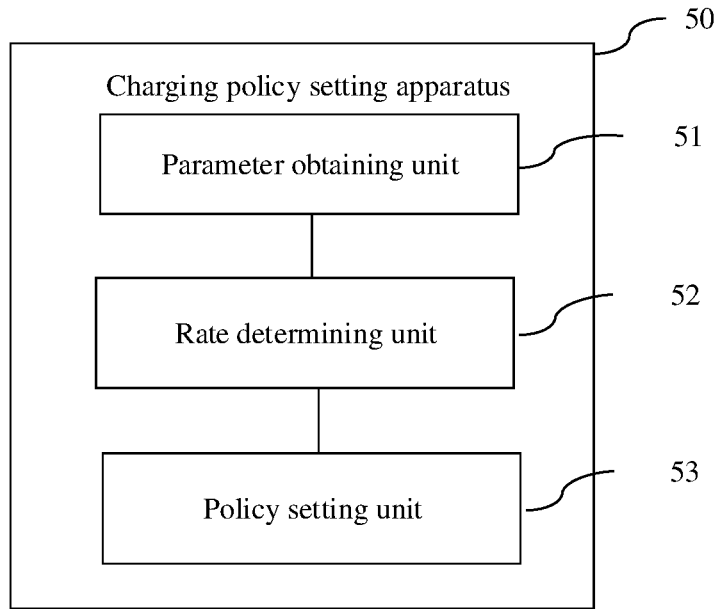 50
Charging policy setting apparatus
51
Parameter obtaining unit
52
Rate determining unit
53
Policy setting unit